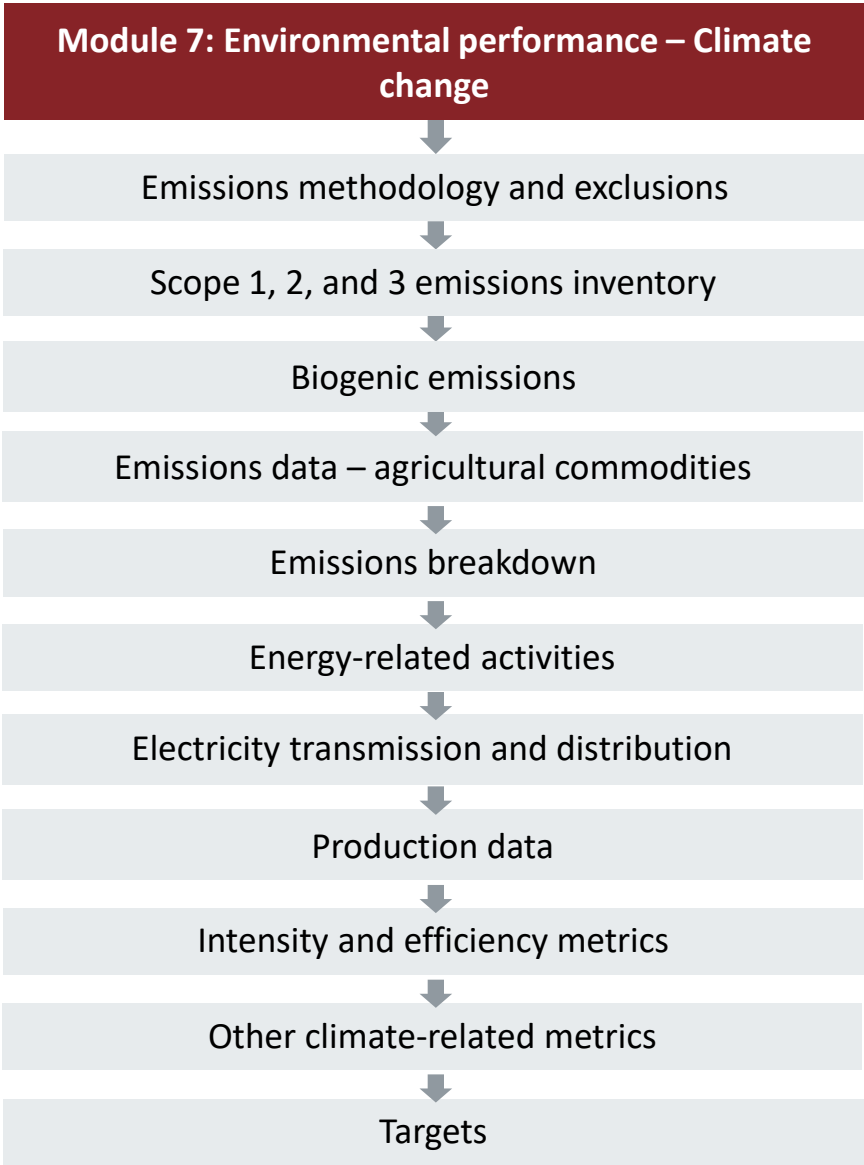 Module 7: Environmental performance – Climate
change
Emissions methodology and exclusions
Scope 1, 2, and 3 emissions inventory
Biogenic emissions
Emissions data – agricultural commodities
Emissions breakdown
Energy-related activities
Electricity transmission and distribution
Production data
Intensity and efficiency metrics
Other climate-related metrics
Targets